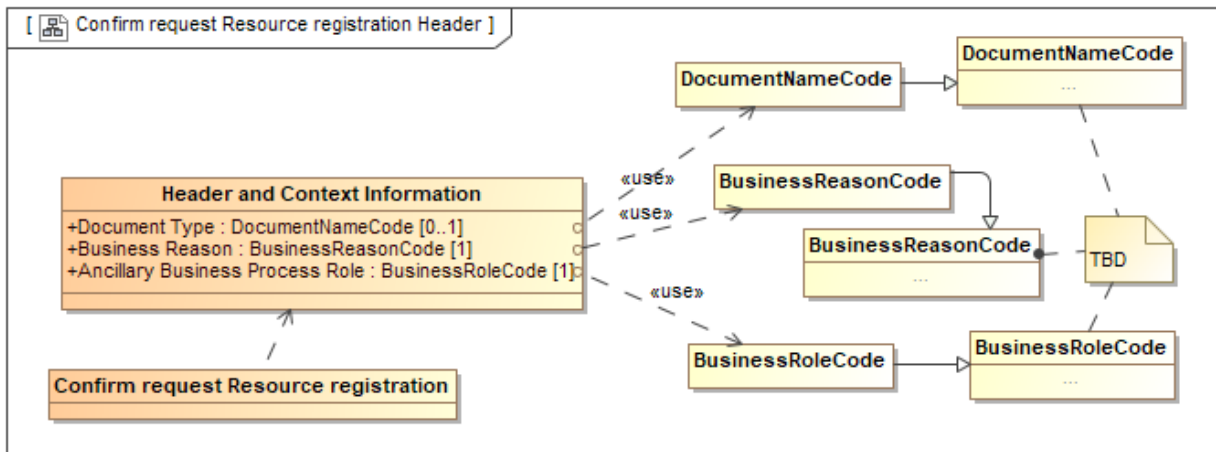 [ Confirm request Resource registration Header ]
DocumentNameCode
DocumentNameCode
...
«use»
«use»
BusinessReasonCode
Header and Context Information
+Document Type : DocumentNameCode [0..1]
+Business Reason : BusinessReasonCode [1]
+Ancillary Business Process Role : BusinessRoleCode [1]
BusinessReasonCode
...
TBD
«use»
BusinessRoleCode
BusinessRoleCode
...
Confirm request Resource registration